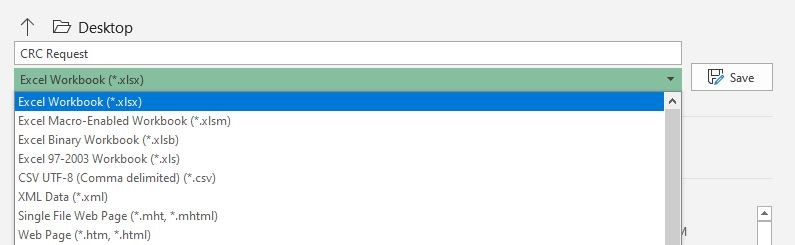 Desktop
CRC Request
Excel Workbook (*.xlsx)
Save
Excel Workbook (*.xlsx)
Excel Macro-Enabled Workbook (*.xlsm)
Excel Binary Workbook (*.xlsb)
Excel 97-2003 Workbook (*.xls)
CSV UTF-8 (Comma delimited) (*.csv)
XML Data (*.xml)
Single File Web Page (*.mht, *.mhtml)
Web Page (*.htm, *.html)
M